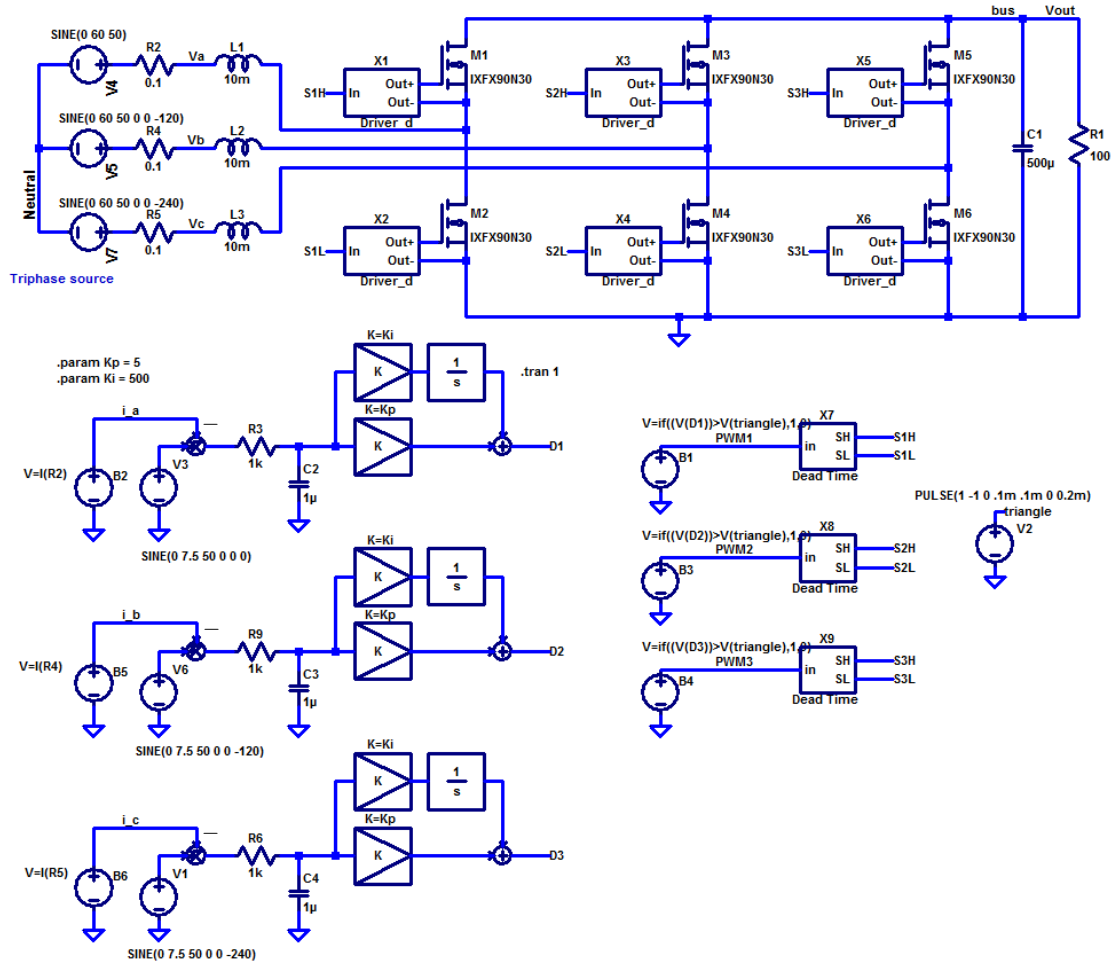 bus
Vout
SINE(0 60 50)
R2
0.1
V4
Va
L1
10m
X1
S1H
In
Out+
Out-
Driver_d
M1
IXFX90N30
X3
S2H
In
Out+
Out-
Driver_d
M3
IXFX90N30
X5
S3H
In
Out+
Out-
Driver_d
M5
IXFX90N30
SINE(0 60 50 0 0 -120)
R4
0.1
V5
Vb
L2
10m
C1
500µ
R1
100
Neutral
SINE(0 60 50 0 0 -240)
R5
0.1
V7
Vc
L3
10m
Triphase source
X2
S1L
In
Out+
Out-
Driver_d
M2
IXFX90N30
X4
S2L
In
Out+
Out-
Driver_d
M4
IXFX90N30
X6
S3L
In
Out+
Out-
Driver_d
M6
IXFX90N30
.param Kp = 5
.param Ki = 500
.tran 1
i_a
V=I(R2)
B2
V3
SINE(0 7.5 50 0 0 0)
R3
1k
C2
1µ
K=Ki
K
1
s
K=Kp
K
D1
i_b
V=I(R4)
B5
V6
SINE(0 7.5 50 0 0 -120)
R9
1k
C3
1µ
K=Ki
K
1
s
K=Kp
K
D2
i_c
V=I(R5)
B6
V1
SINE(0 7.5 50 0 0 -240)
R6
1k
C4
1µ
K=Ki
K
1
s
K=Kp
K
D3
V=if((V(D1))>V(triangle),1,0)
PWM1
B1
X7
in
SH
SL
Dead Time
S1H
S1L
V=if((V(D2))>V(triangle),1,0)
PWM2
B3
X8
in
SH
SL
Dead Time
S2H
S2L
V=if((V(D3))>V(triangle),1,0)
PWM3
B4
X9
in
SH
SL
Dead Time
S3H
S3L
PULSE(1 -1 0 .1m .1m 0 0.2m)
triangle
V2